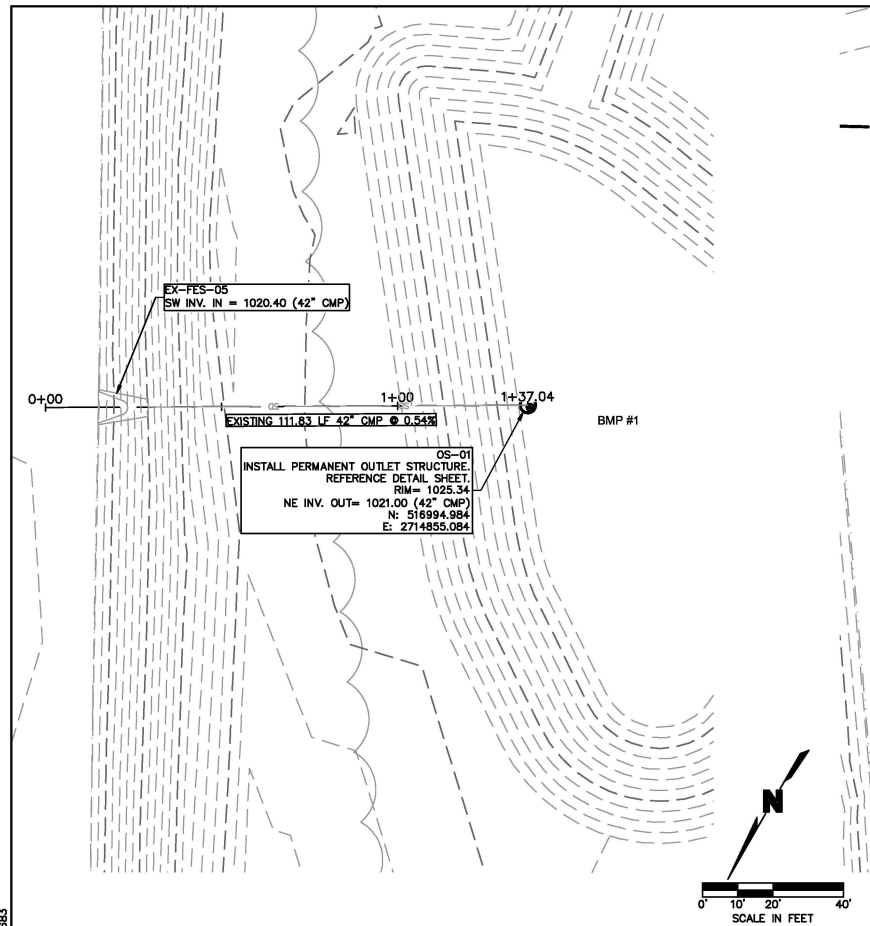 EX-FES-05
SW INV. IN = 1020.40 (42" CMP)
0+00
1+00
1+37.04
SD
SD
BMP #1
EXISTING 111.83 LF 42" CMP @ 0.54%
OS-01
INSTALL PERMANENT OUTLET STRUCTURE.
REFERENCE DETAIL SHEET.
RIM= 1025.34
NE INV. OUT= 1021.00 (42" CMP)
N: 516994.984
E: 2714855.084
N
0' 10' 20' 40'
SCALE IN FEET